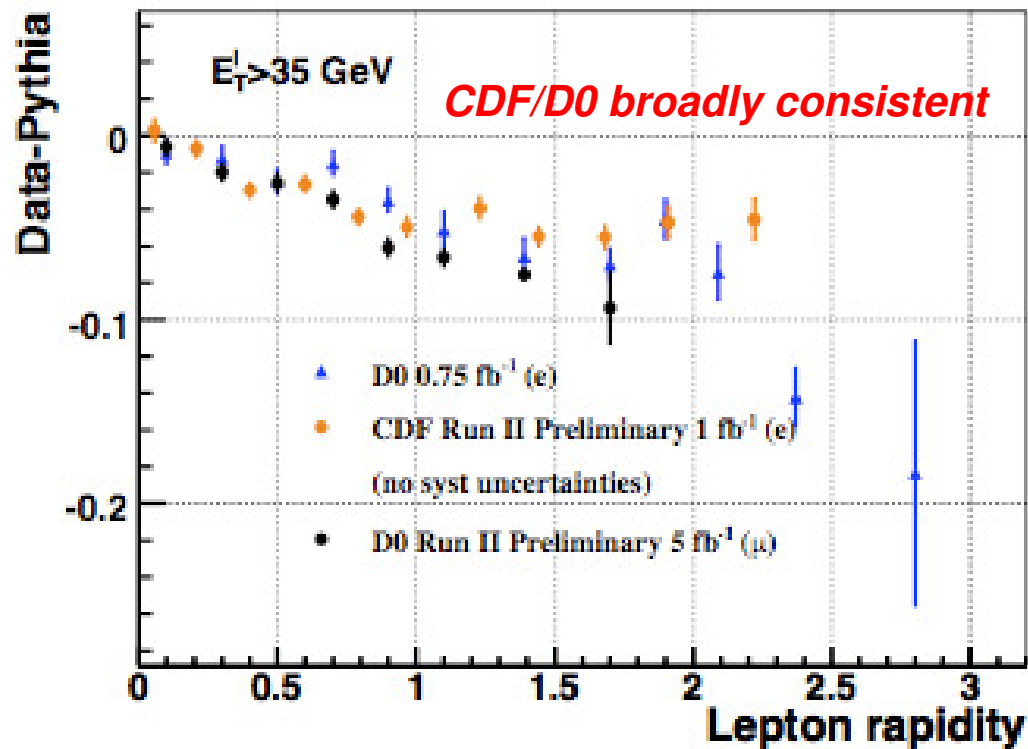 Data-Pythia
E_T^l>35 GeV
CDF/D0 broadly consistent
0
-0.1
-0.2
D0 0.75 fb⁻¹ (e)
CDF Run II Preliminary 1 fb⁻¹ (e)
(no syst uncertainties)
D0 Run II Preliminary 5 fb⁻¹ (μ)
0 0.5 1 1.5 2 2.5 3
Lepton rapidity